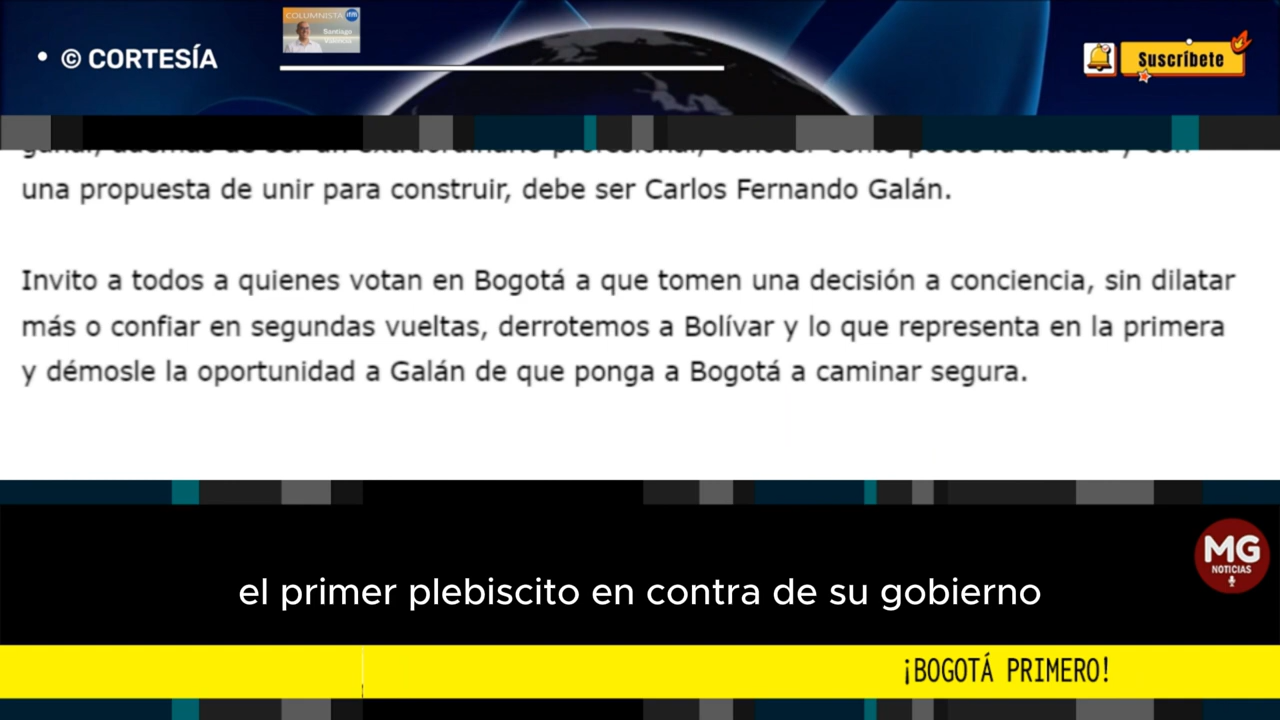 COLUMNISTA ifm
Santiago
• © CORTESÍA
Suscríbete
una propuesta de unir para construir, debe ser Carlos Fernando Galán.
Invito a todos a quienes votan en Bogotá a que tomen una decisión a conciencia, sin dilatar
más o confiar en segundas vueltas, derrotemos a Bolívar y lo que representa en la primera
y démosle la oportunidad a Galán de que ponga a Bogotá a caminar segura.
MG
NOTICIAS
el primer plebiscito en contra de su gobierno
¡BOGOTÁ PRIMERO!